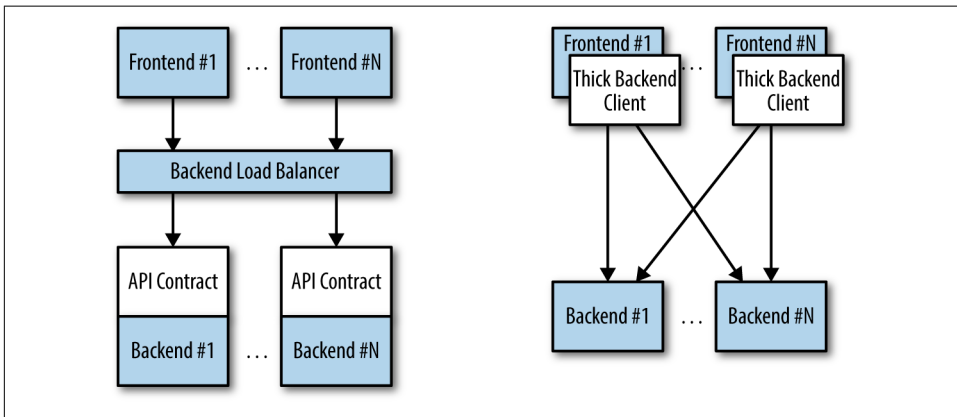 Frontend #1
...
Frontend #N
Backend Load Balancer
API Contract
API Contract
Backend #1
...
Backend #N
Frontend #1
...
Frontend #N
Thick Backend
Client
Thick Backend
Client
Backend #1
...
Backend #N